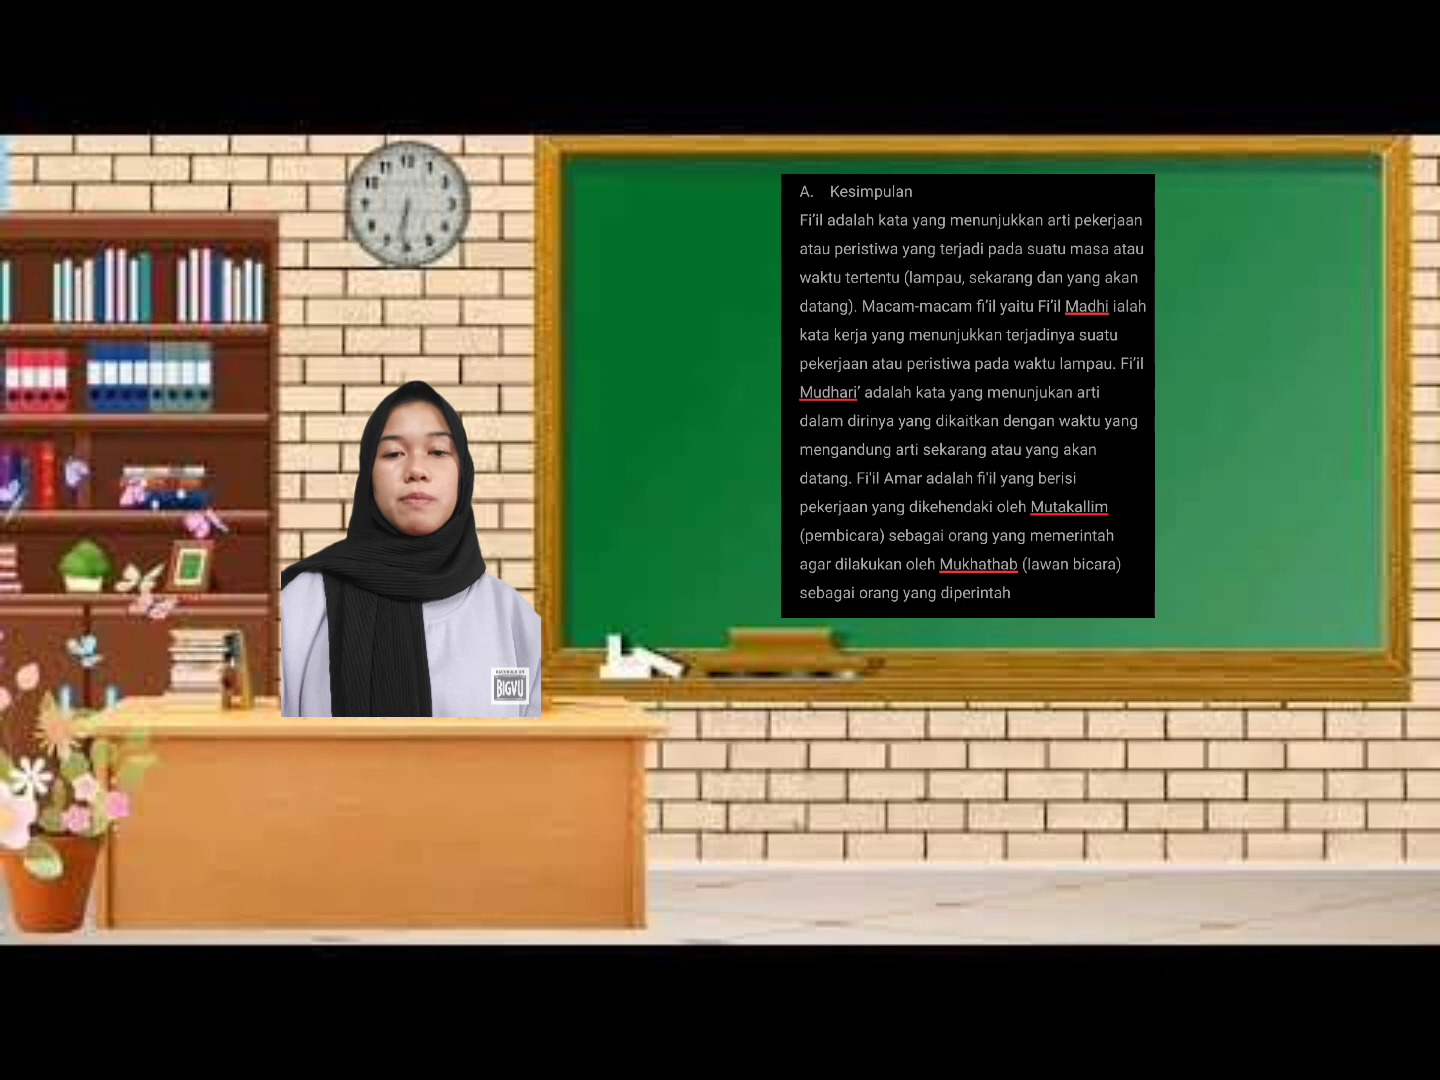 A. Kesimpulan
Fi'il adalah kata yang menunjukkan arti pekerjaan
atau peristiwa yang terjadi pada suatu masa atau
waktu tertentu (lampau, sekarang dan yang akan
datang). Macam-macam fi'il yaitu Fi'il Madhi ialah
kata kerja yang menunjukkan terjadinya suatu
pekerjaan atau peristiwa pada waktu lampau. Fi'il
Mudhari' adalah kata yang menunjukan arti
dalam dirinya yang dikaitkan dengan waktu yang
mengandung arti sekarang atau yang akan
datang. Fi'il Amar adalah fi'il yang berisi
pekerjaan yang dikehendaki oleh Mutakallim
(pembicara) sebagai orang yang memerintah
agar dilakukan oleh Mukhathab (lawan bicara)
sebagai orang yang diperintah
BIGVU